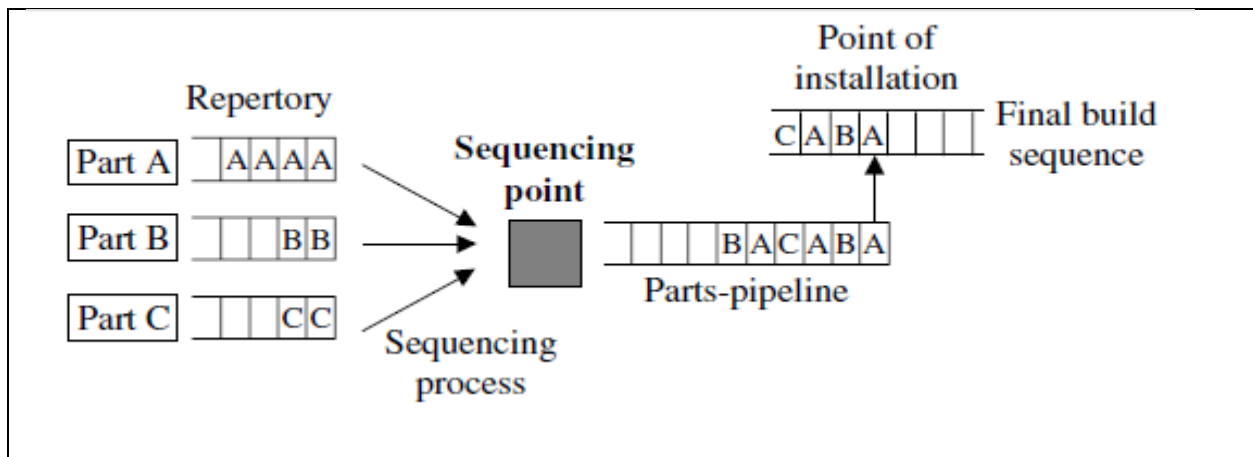 Point of
installation
Repertory
C A B A
Final build
sequence
Part A
A A A A
Sequencing
point
Part B
B B
B A C A B A
Parts-pipeline
Part C
C C
Sequencing
process